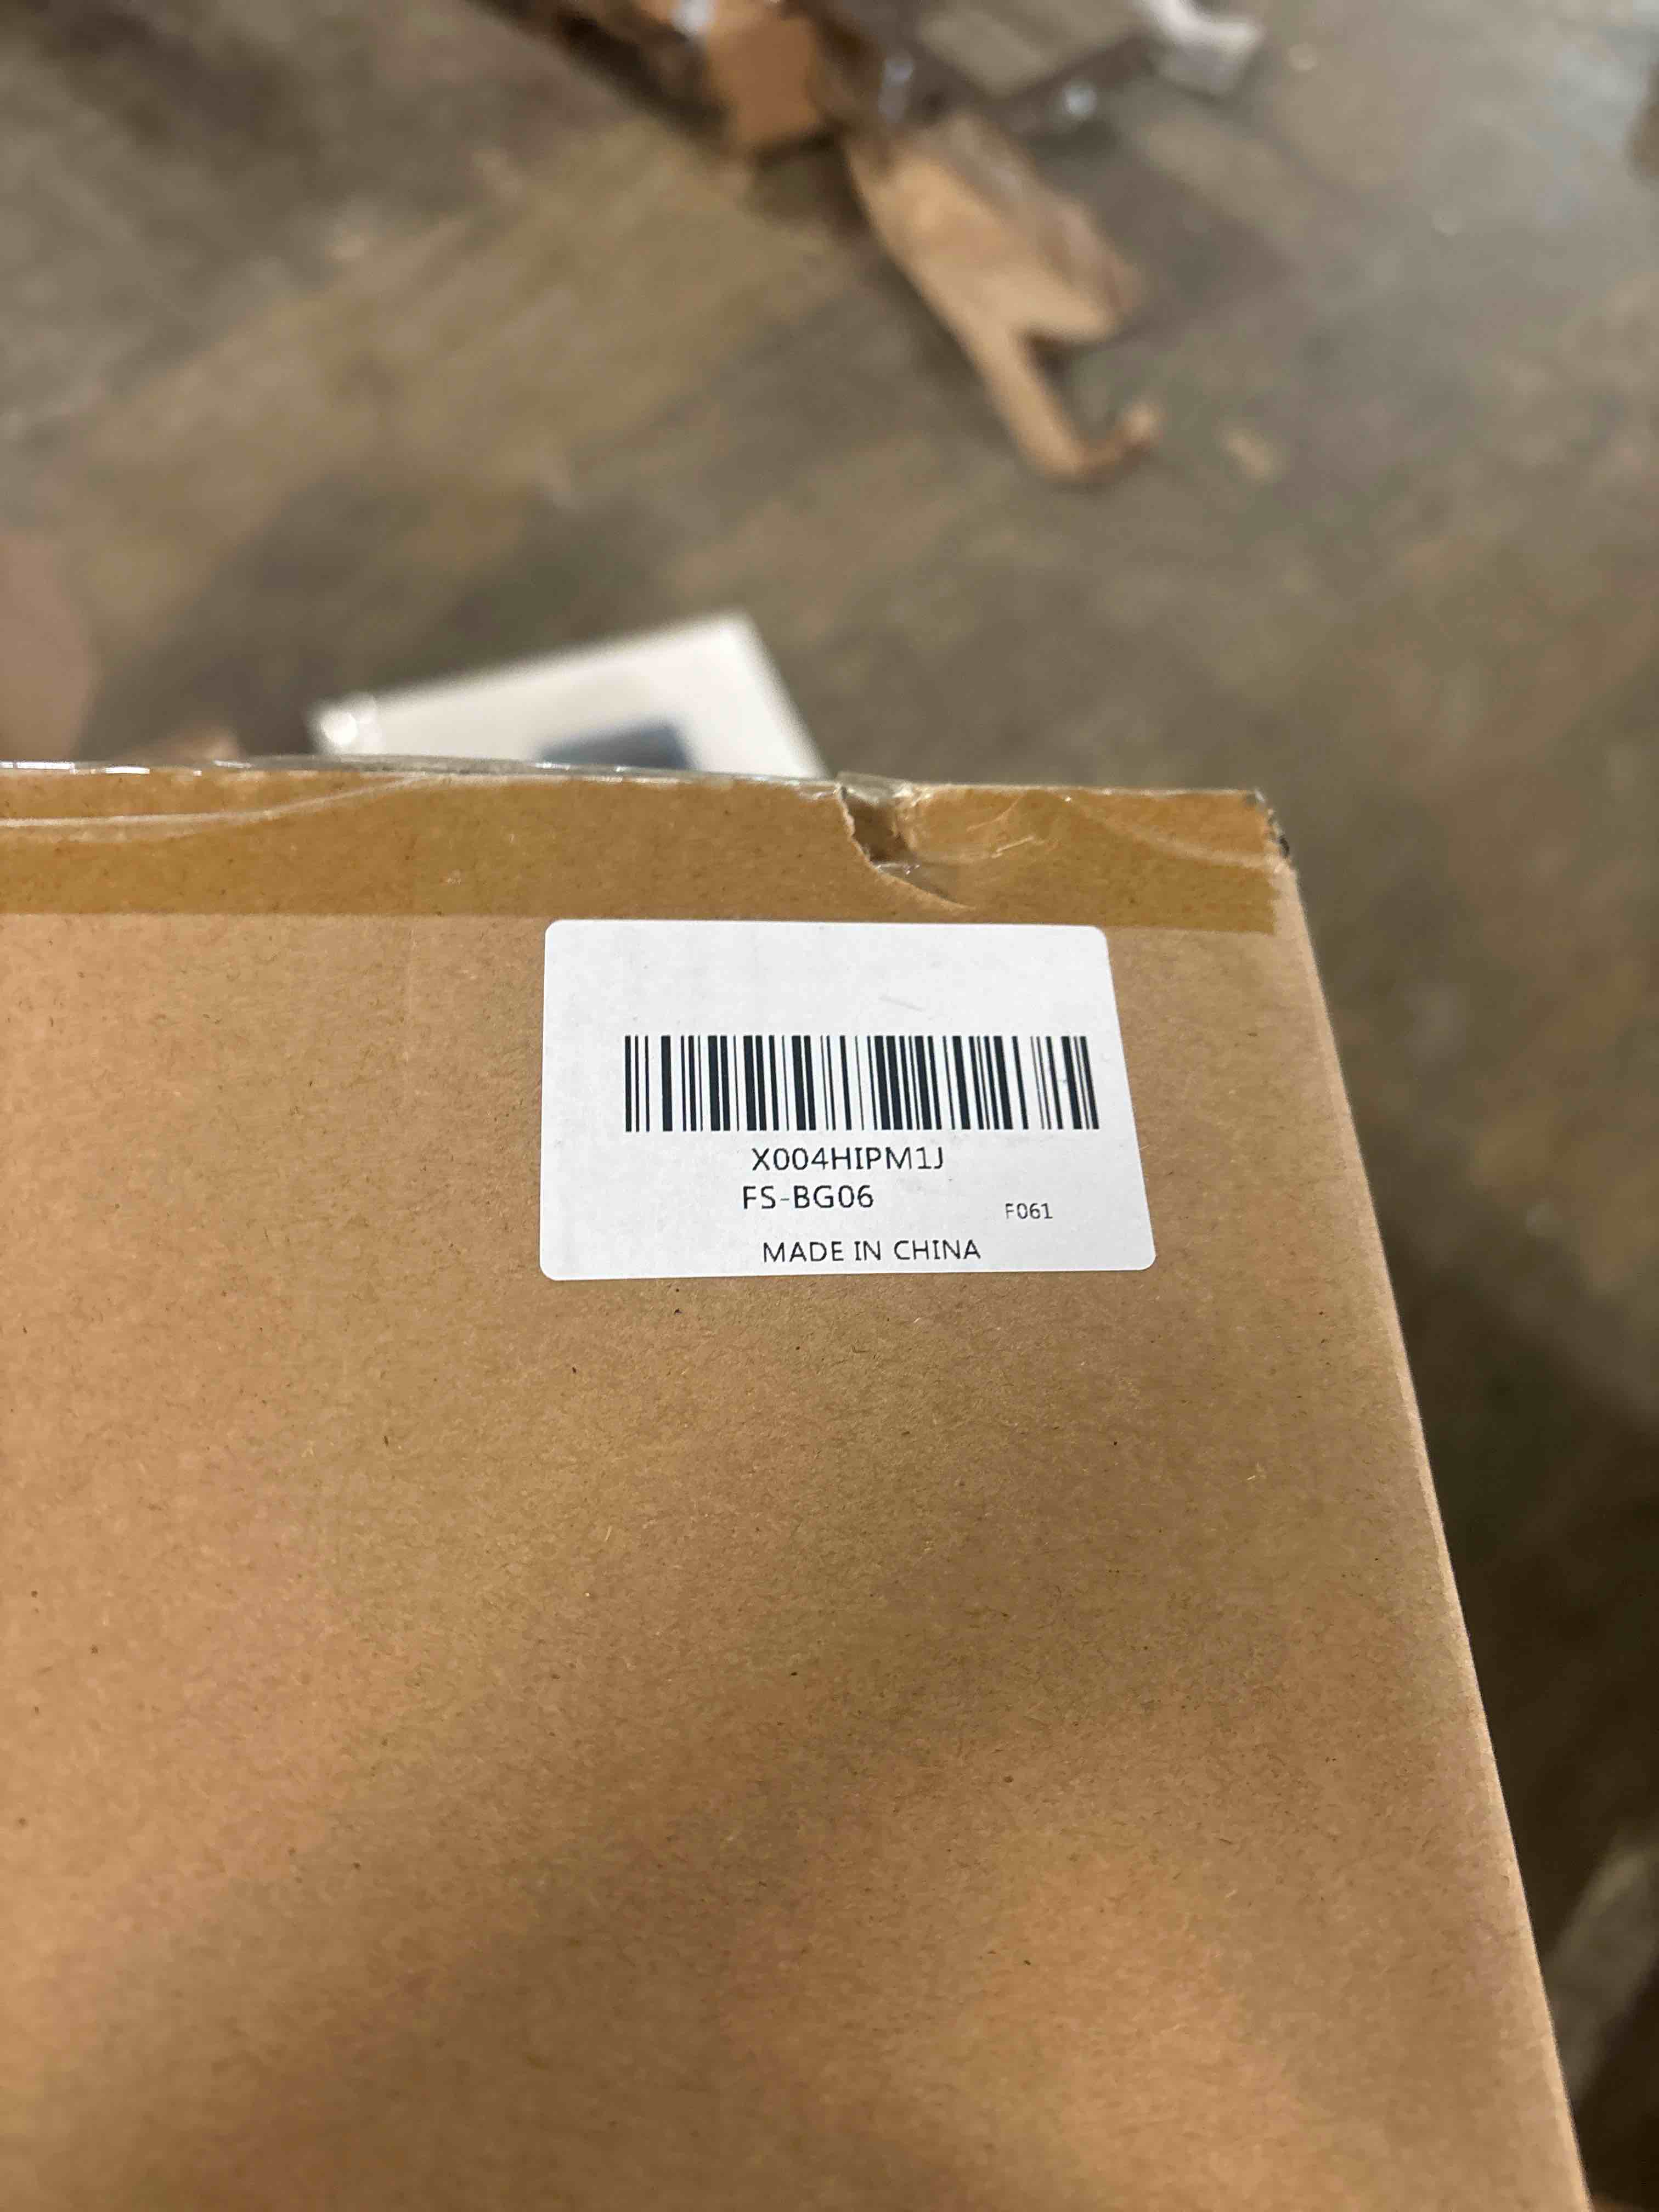 X004HIPM1J
FS-BG06
F061
MADE IN CHINA